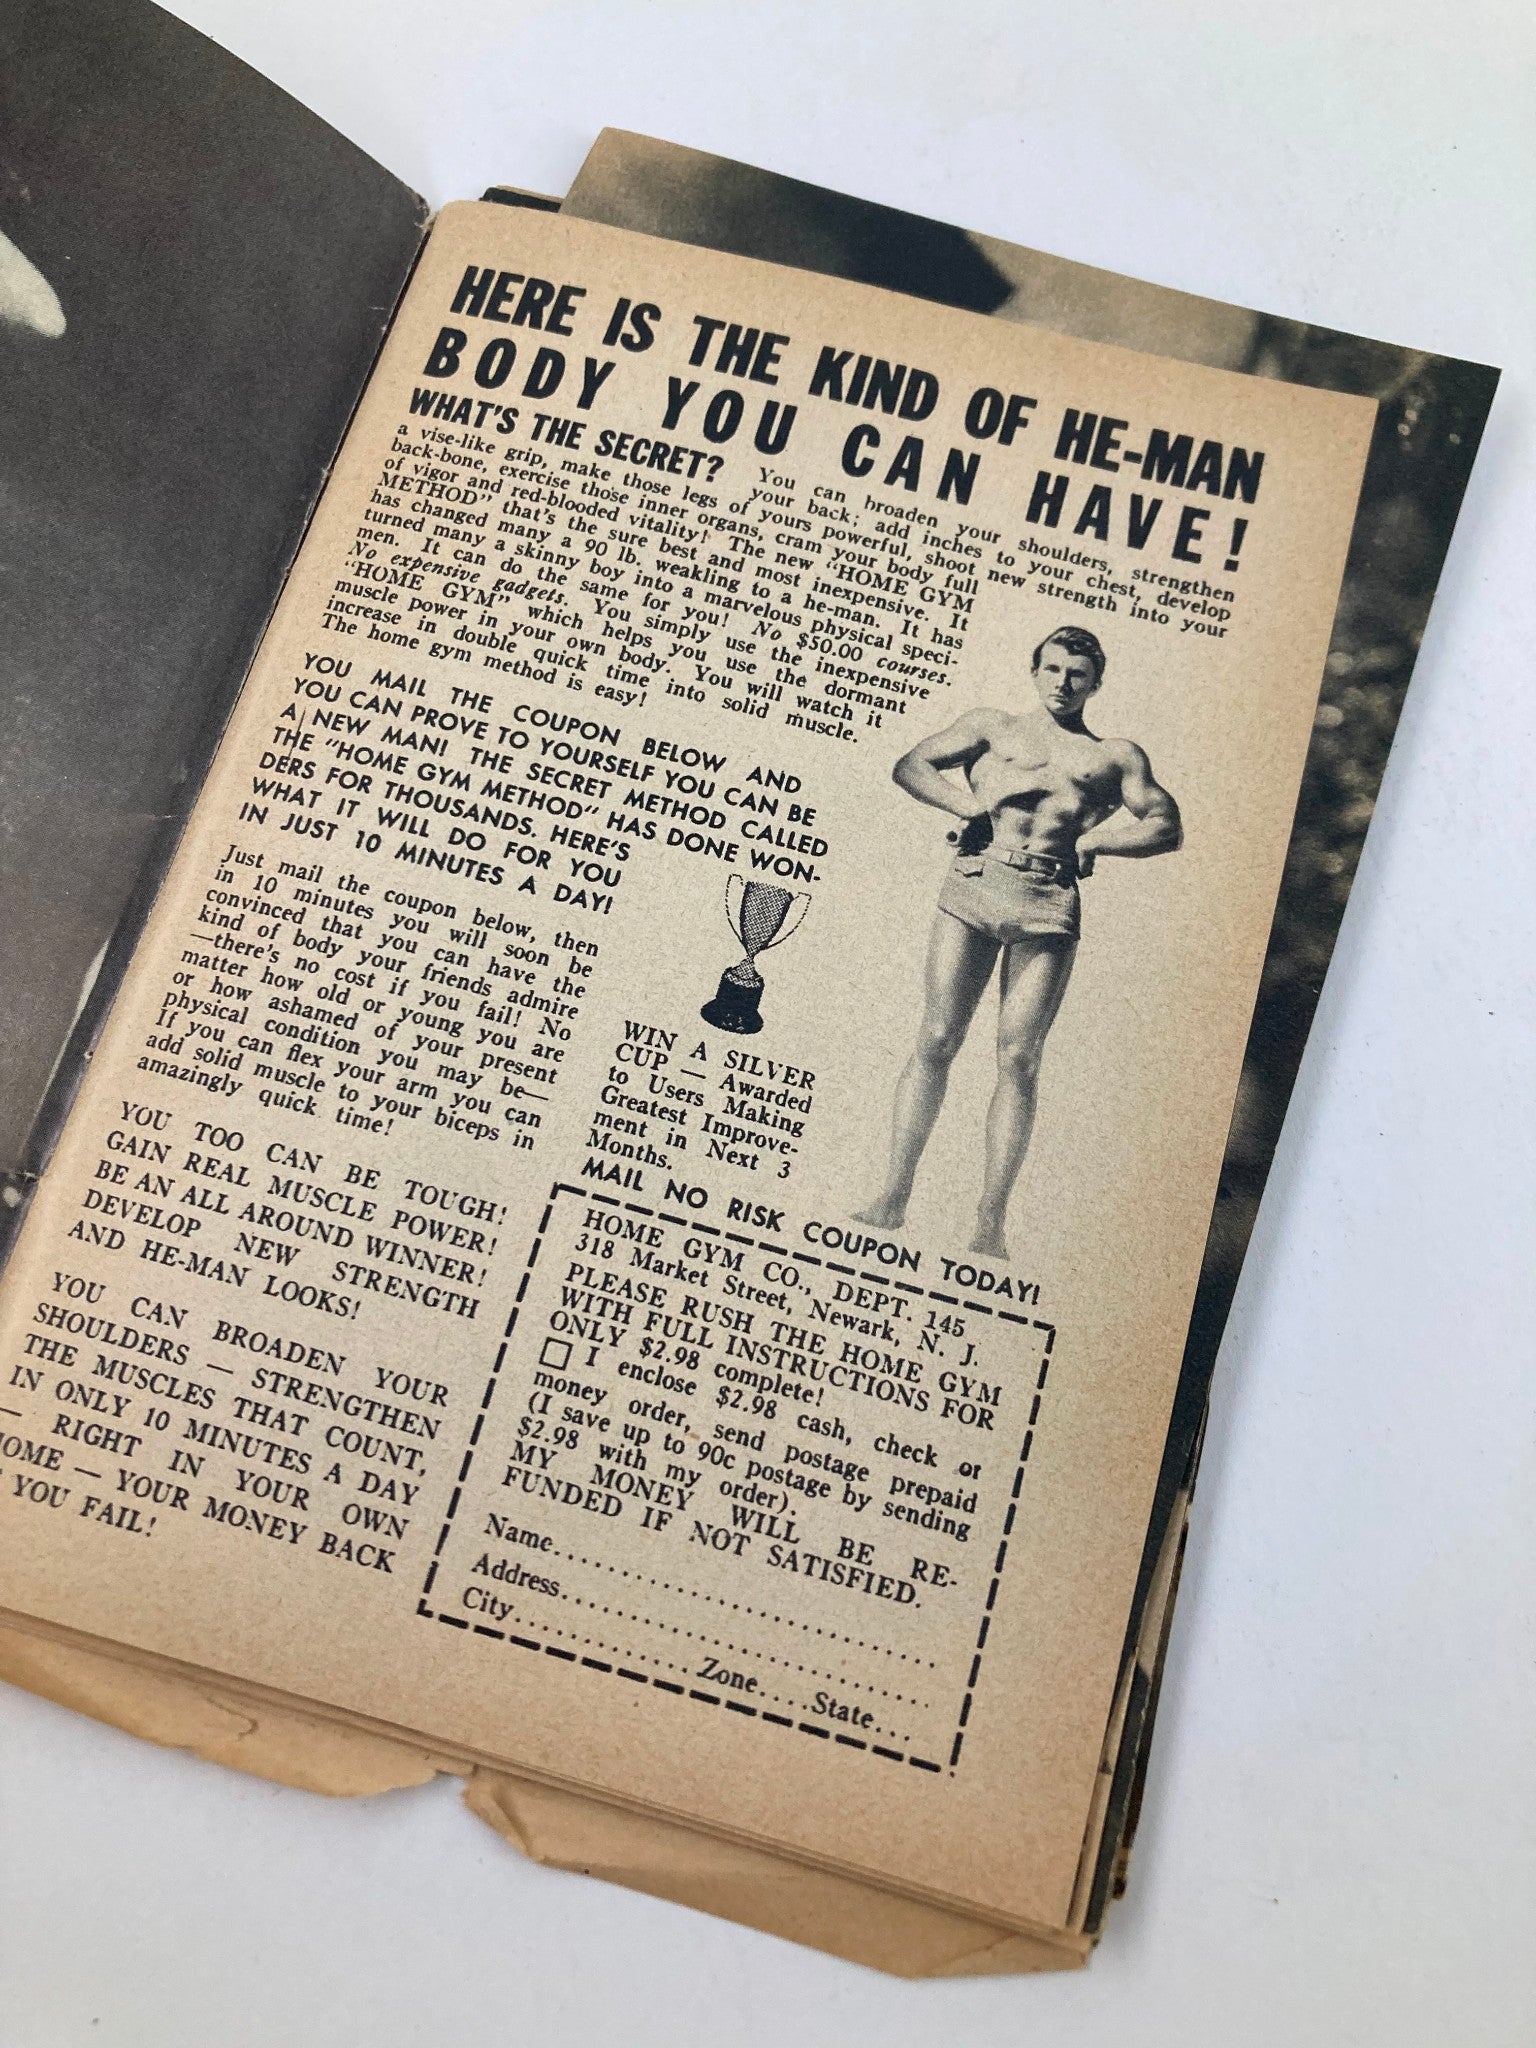 HERE IS THE KIND OF HE-MAN
BODY YOU CAN HAVE!
WHAT'S THE SECRET? You can broaden your shoulders, strengthen
your back; add inches to your chest, develop
a vise-like grip, make those legs of yours powerful, shoot new strength into your
back-bone, exercise those inner organs, cram your body full
of vigor and red-blooded vitality! The new "HOME GYM
METHOD" that's the sure best and most inexpensive. It
has changed many a 90 lb. weakling to a he-man. It has
turned many a skinny boy into a marvelous physical speci-
men. It can do the same for you! No $50.00 courses.
No expensive gadgets. You simply use the inexpensive
"HOME GYM" which helps you use the dormant
muscle power in your own body. You will watch it
increase in double quick time into solid muscle.
The home gym method is easy!
YOU MAIL THE COUPON BELOW AND
YOU CAN PROVE TO YOURSELF YOU CAN BE
A NEW MAN! THE SECRET METHOD CALLED
THE "HOME GYM METHOD" HAS DONE WON-
DERS FOR THOUSANDS. HERE'S
WHAT IT WILL DO FOR YOU
IN JUST 10 MINUTES A DAY!
Just mail the coupon below, then
in 10 minutes you will soon be
convinced that you can have the
kind of body your friends admire
—there's no cost if you fail! No
matter how old or young you are
or how ashamed of your present
physical condition you may be—
If you can flex your arm you can
add solid muscle to your biceps in
amazingly quick time!
YOU TOO CAN BE TOUGH!
GAIN REAL MUSCLE POWER!
BE AN ALL AROUND WINNER!
DEVELOP NEW STRENGTH
AND HE-MAN LOOKS!
YOU CAN BROADEN YOUR
SHOULDERS — STRENGTHEN
THE MUSCLES THAT COUNT,
IN ONLY 10 MINUTES A DAY
— RIGHT IN YOUR OWN
HOME — YOUR MONEY BACK
YOU FAIL!
WIN A SILVER
CUP — Awarded
to Users Making
Greatest Improve-
ment in Next 3
Months.
MAIL NO RISK COUPON TODAY!
HOME GYM CO., DEPT. 145
318 Market Street, Newark, N. J.
PLEASE RUSH THE HOME GYM
WITH FULL INSTRUCTIONS FOR
ONLY $2.98 complete!
I enclose $2.98 cash, check or
money order, send postage prepaid
(I save up to 90c postage by sending
$2.98 with my order).
MY MONEY WILL BE RE-
FUNDED IF NOT SATISFIED.
Name...............................
Address............................
City...............Zone....State...